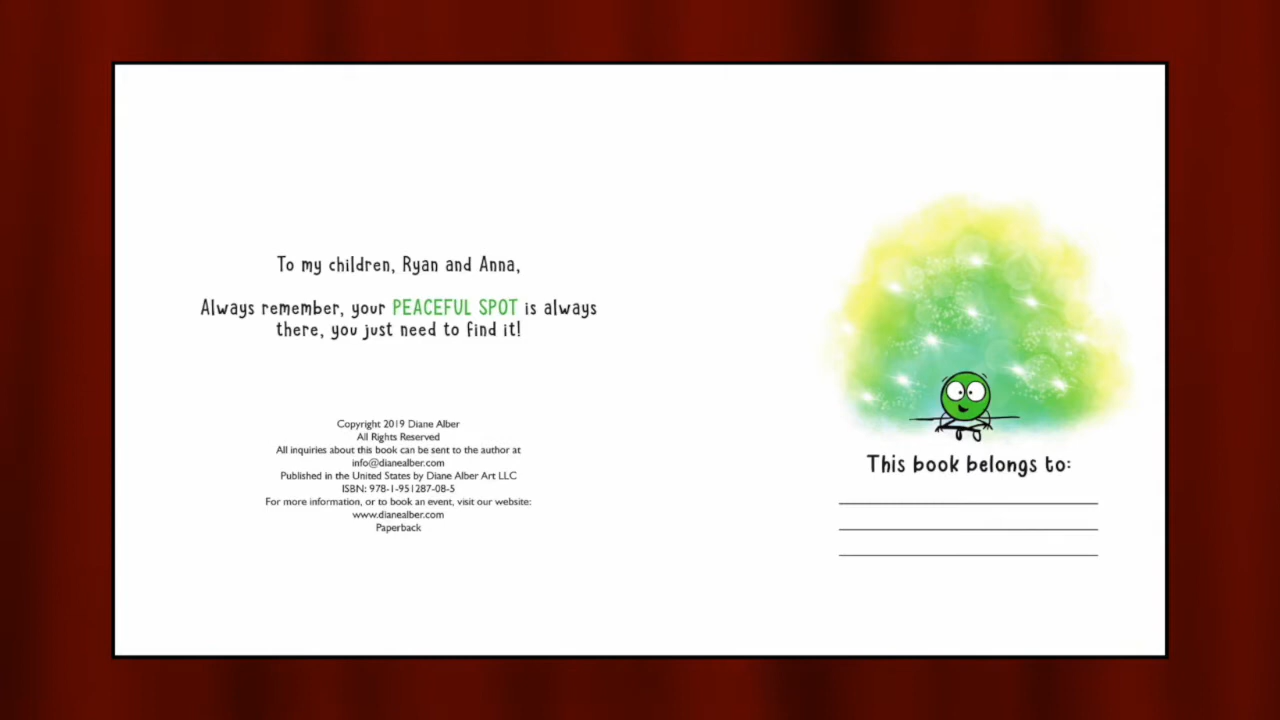 To my children, Ryan and Anna,
Always remember, your PEACEFUL SPOT is always
there, you just need to find it!
Copyright 2019 Diane Alber
All Rights Reserved
All inquiries about this book can be sent to the author at
info@dianealber.com
Published in the United States by Diane Alber Art LLC
ISBN: 978-1-951287-08-5
For more information, or to book an event, visit our website:
www.dianealber.com
Paperback
This book belongs to: